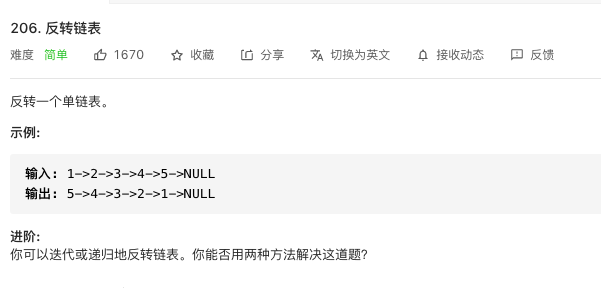 206. 反转链表
难度 简单 1670 收藏 分享 切换为英文 接收动态 反馈
反转一个单链表。
示例:
输入: 1->2->3->4->5->NULL
输出: 5->4->3->2->1->NULL
进阶:
你可以迭代或递归地反转链表。你能否用两种方法解决这道题?